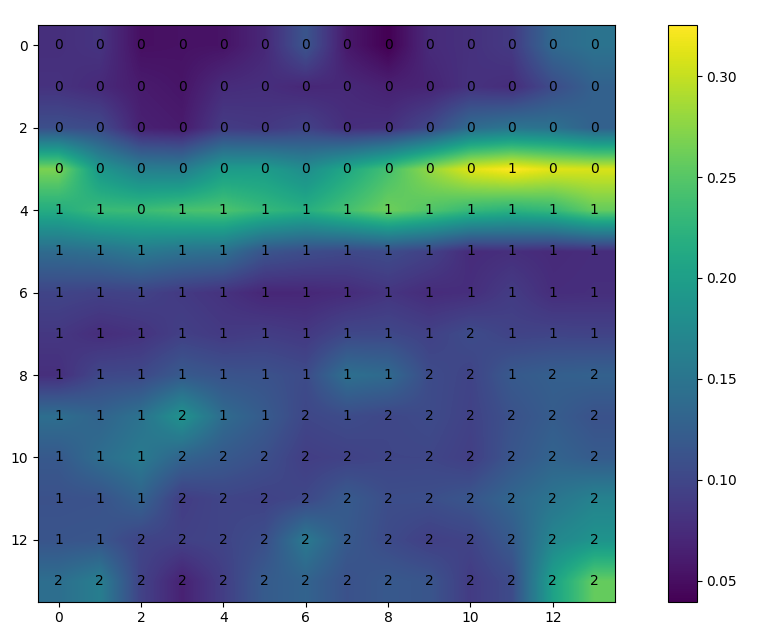 0 0 0 0 0 0 0 0 0 0 0 0 0 0 0
0 0 0 0 0 0 0 0 0 0 0 0 0 0 0.30
2 0 0 0 0 0 0 0 0 0 0 0 0 0 0
0 0 0 0 0 0 0 0 0 0 0 1 0 0 0.25
4 1 1 0 1 1 1 1 1 1 1 1 1 1 1
1 1 1 1 1 1 1 1 1 1 1 1 1 1 0.20
6 1 1 1 1 1 1 1 1 1 1 1 1 1 1
1 1 1 1 1 1 1 1 1 1 2 1 1 1
8 1 1 1 1 1 1 1 1 1 2 2 1 2 2 0.15
1 1 1 2 1 1 2 1 2 2 2 2 2 2
10 1 1 1 2 2 2 2 2 2 2 2 2 2 2 0.10
1 1 1 2 2 2 2 2 2 2 2 2 2 2
12 1 1 2 2 2 2 2 2 2 2 2 2 2 2
2 2 2 2 2 2 2 2 2 2 2 2 2 2 0.05
0 2 4 6 8 10 12